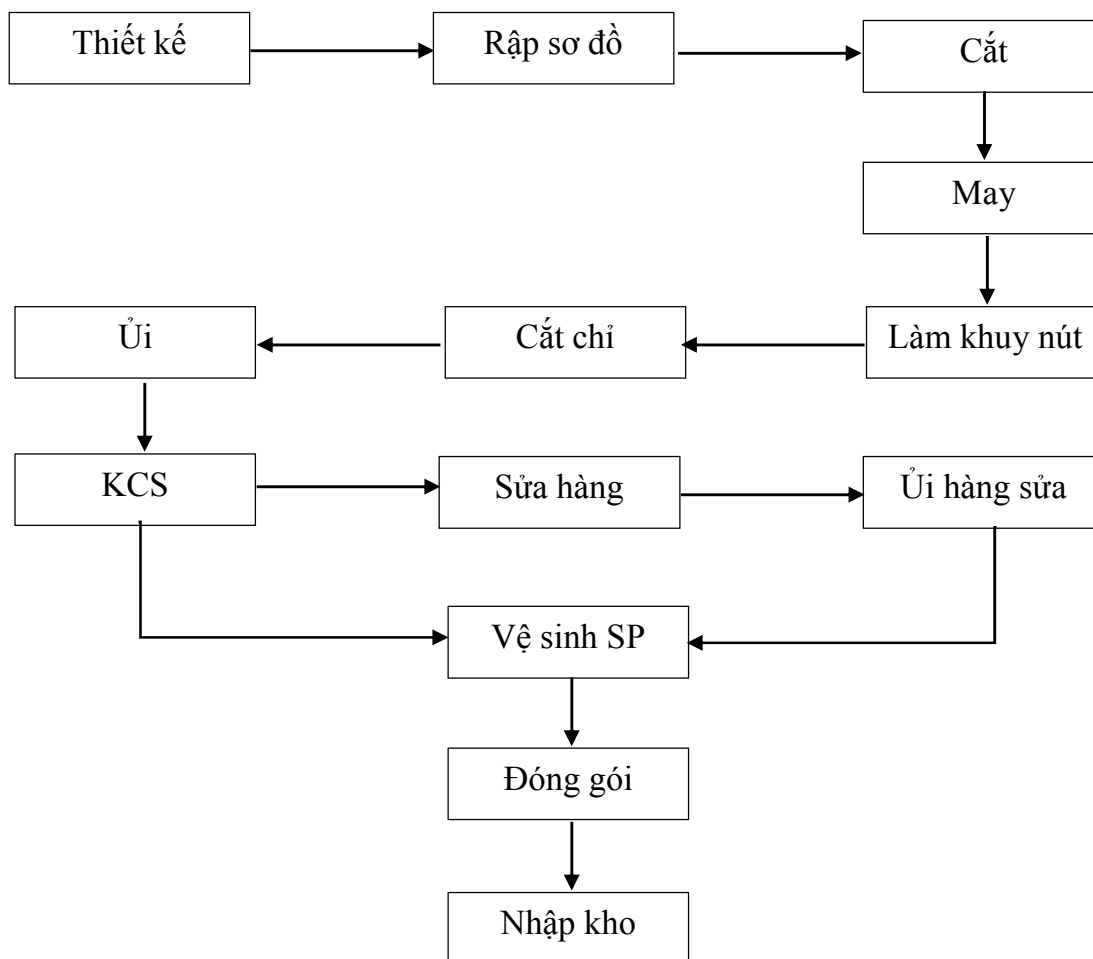 Thiết kế
Rập sơ đồ
Cắt
May
Làm khuy nút
Cắt chỉ
Ủi
KCS
Sửa hàng
Ủi hàng sửa
Vệ sinh SP
Đóng gói
Nhập kho